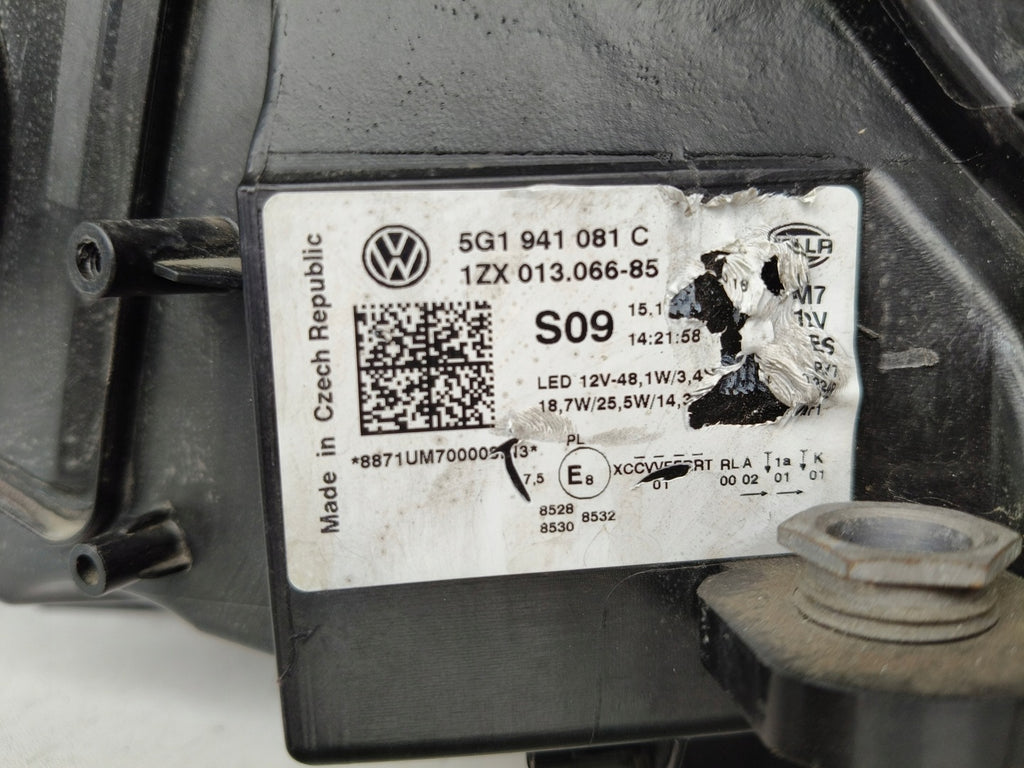 Made in Czech Republic
5G1 941 081 C
1ZX 013.066-85
S09
14:21:58
LED 12V-48,1W/3,4
18,7W/25,5W/14,3
PL
7,5
E8
RL A 1a K
01 00 02 01 01
8528
8530 8532